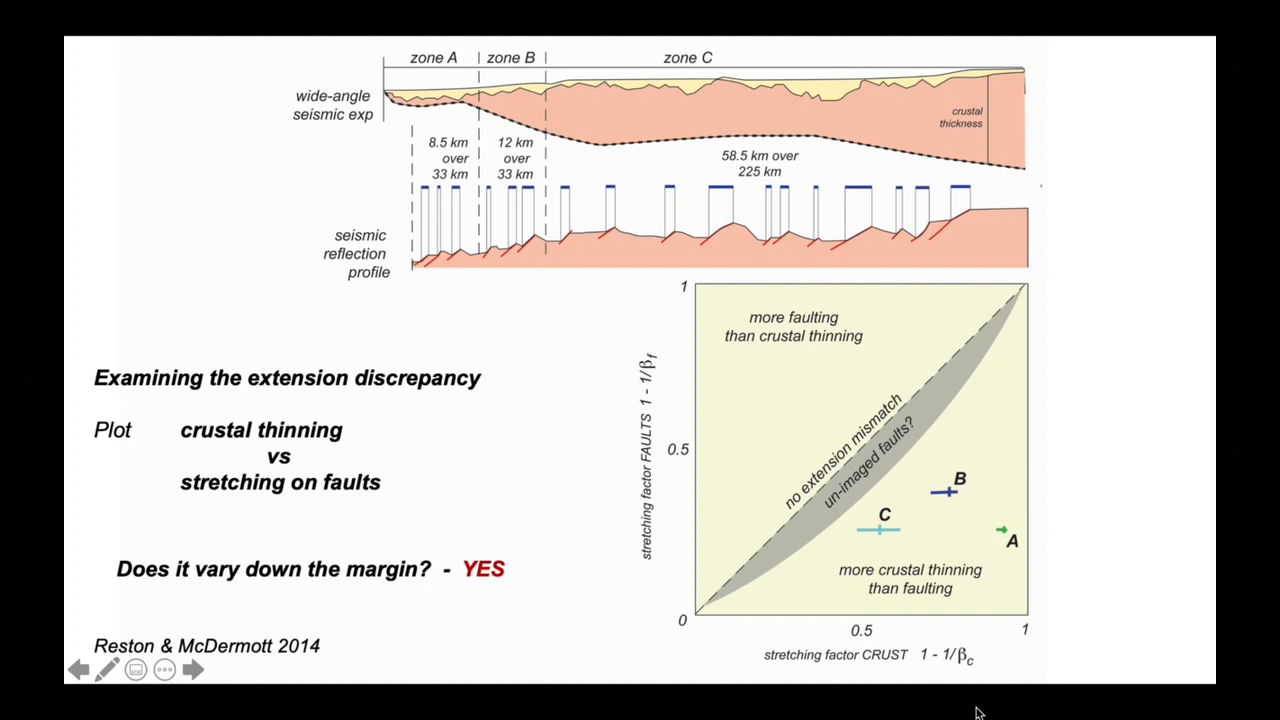 zone A
zone B
zone C
wide-angle
seismic exp
crustal
thickness
8.5 km
over
33 km
12 km
over
33 km
58.5 km over
225 km
seismic
reflection
profile
Examining the extension discrepancy
Plot crustal thinning
vs
stretching on faults
Does it vary down the margin? - YES
Reston & McDermott 2014
1
more faulting
than crustal thinning
stretching factor FAULTS 1 - 1/βf
0.5
no extension mismatch
un-imaged faults?
B
C
A
more crustal thinning
than faulting
0
0.5
1
stretching factor CRUST 1 - 1/βc